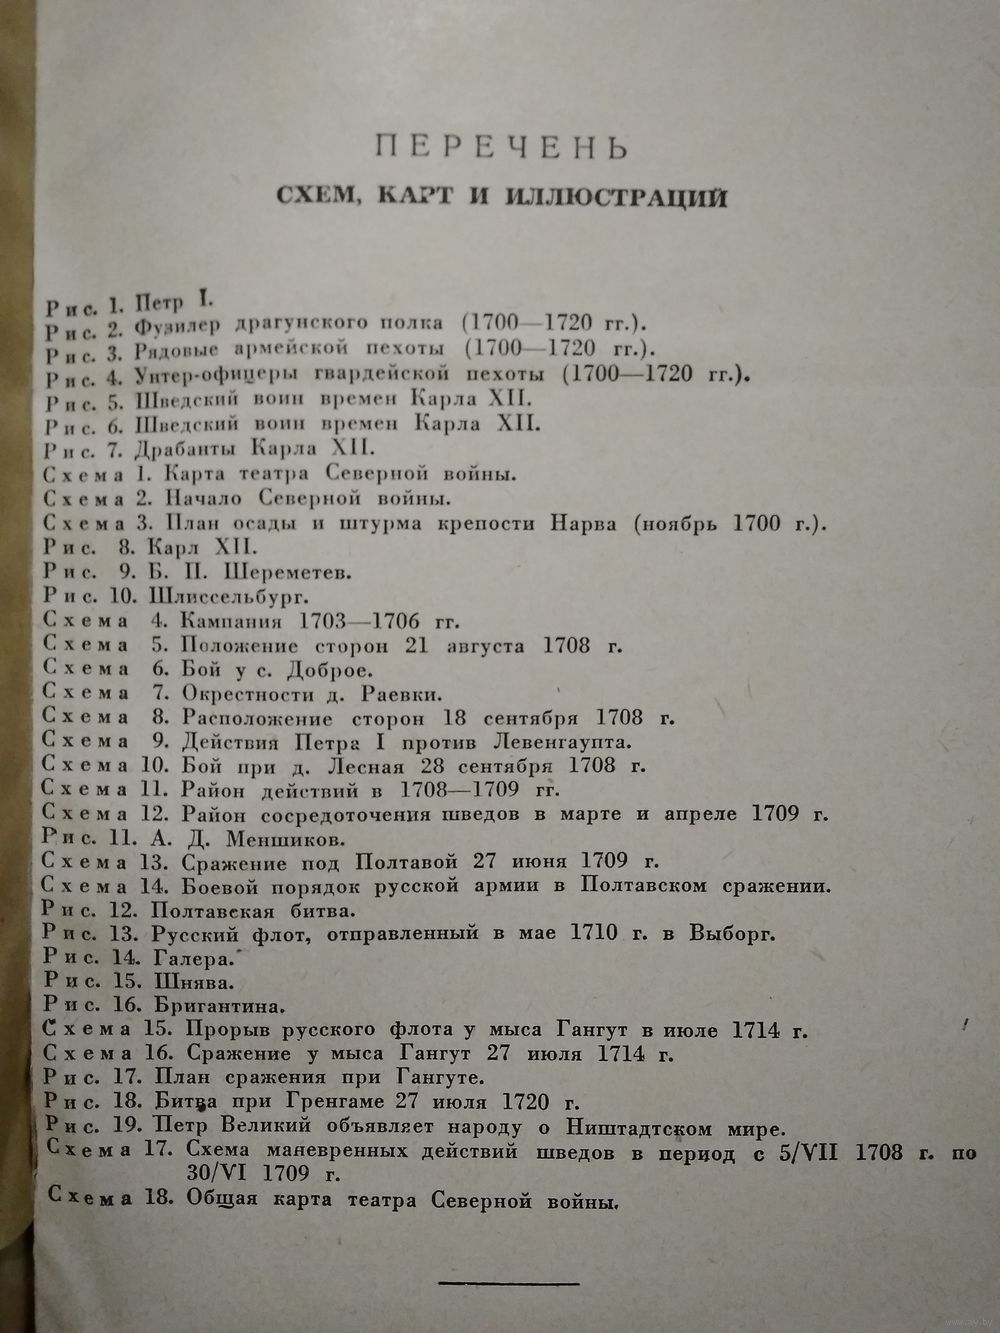 ПЕРЕЧЕНЬ
СХЕМ, КАРТ И ИЛЛЮСТРАЦИЙ
Рис. 1. Петр I.
Рис. 2. Фузилер драгунского полка (1700—1720 гг.).
Рис. 3. Рядовые армейской пехоты (1700—1720 гг.).
Рис. 4. Унтер-офицеры гвардейской пехоты (1700—1720 гг.).
Рис. 5. Шведский воин времен Карла XII.
Рис. 6. Шведский воин времен Карла XII.
Рис. 7. Драбанты Карла XII.
Схема 1. Карта театра Северной войны.
Схема 2. Начало Северной войны.
Схема 3. План осады и штурма крепости Нарва (ноябрь 1700 г.).
Рис. 8. Карл XII.
Рис. 9. Б. П. Шереметев.
Рис. 10. Шлиссельбург.
Схема 4. Кампания 1703—1706 гг.
Схема 5. Положение сторон 21 августа 1708 г.
Схема 6. Бой у с. Доброе.
Схема 7. Окрестности д. Раевки.
Схема 8. Расположение сторон 18 сентября 1708 г.
Схема 9. Действия Петра I против Левенгаупта.
Схема 10. Бой при д. Лесная 28 сентября 1708 г.
Схема 11. Район действий в 1708—1709 гг.
Схема 12. Район сосредоточения шведов в марте и апреле 1709 г.
Рис. 11. А. Д. Меншиков.
Схема 13. Сражение под Полтавой 27 июня 1709 г.
Схема 14. Боевой порядок русской армии в Полтавском сражении.
Рис. 12. Полтавская битва.
Рис. 13. Русский флот, отправленный в мае 1710 г. в Выборг.
Рис. 14. Галера.
Рис. 15. Шнява.
Рис. 16. Бригантина.
Схема 15. Прорыв русского флота у мыса Гангут в июле 1714 г.
Схема 16. Сражение у мыса Гангут 27 июля 1714 г.
Рис. 17. План сражения при Гангуте.
Рис. 18. Битва при Гренгаме 27 июля 1720 г.
Рис. 19. Петр Великий объявляет народу о Ништадтском мире.
Схема 17. Схема маневренных действий шведов в период с 5/VII 1708 г. по
30/VI 1709 г.
Схема 18. Общая карта театра Северной войны.
www.ay.by